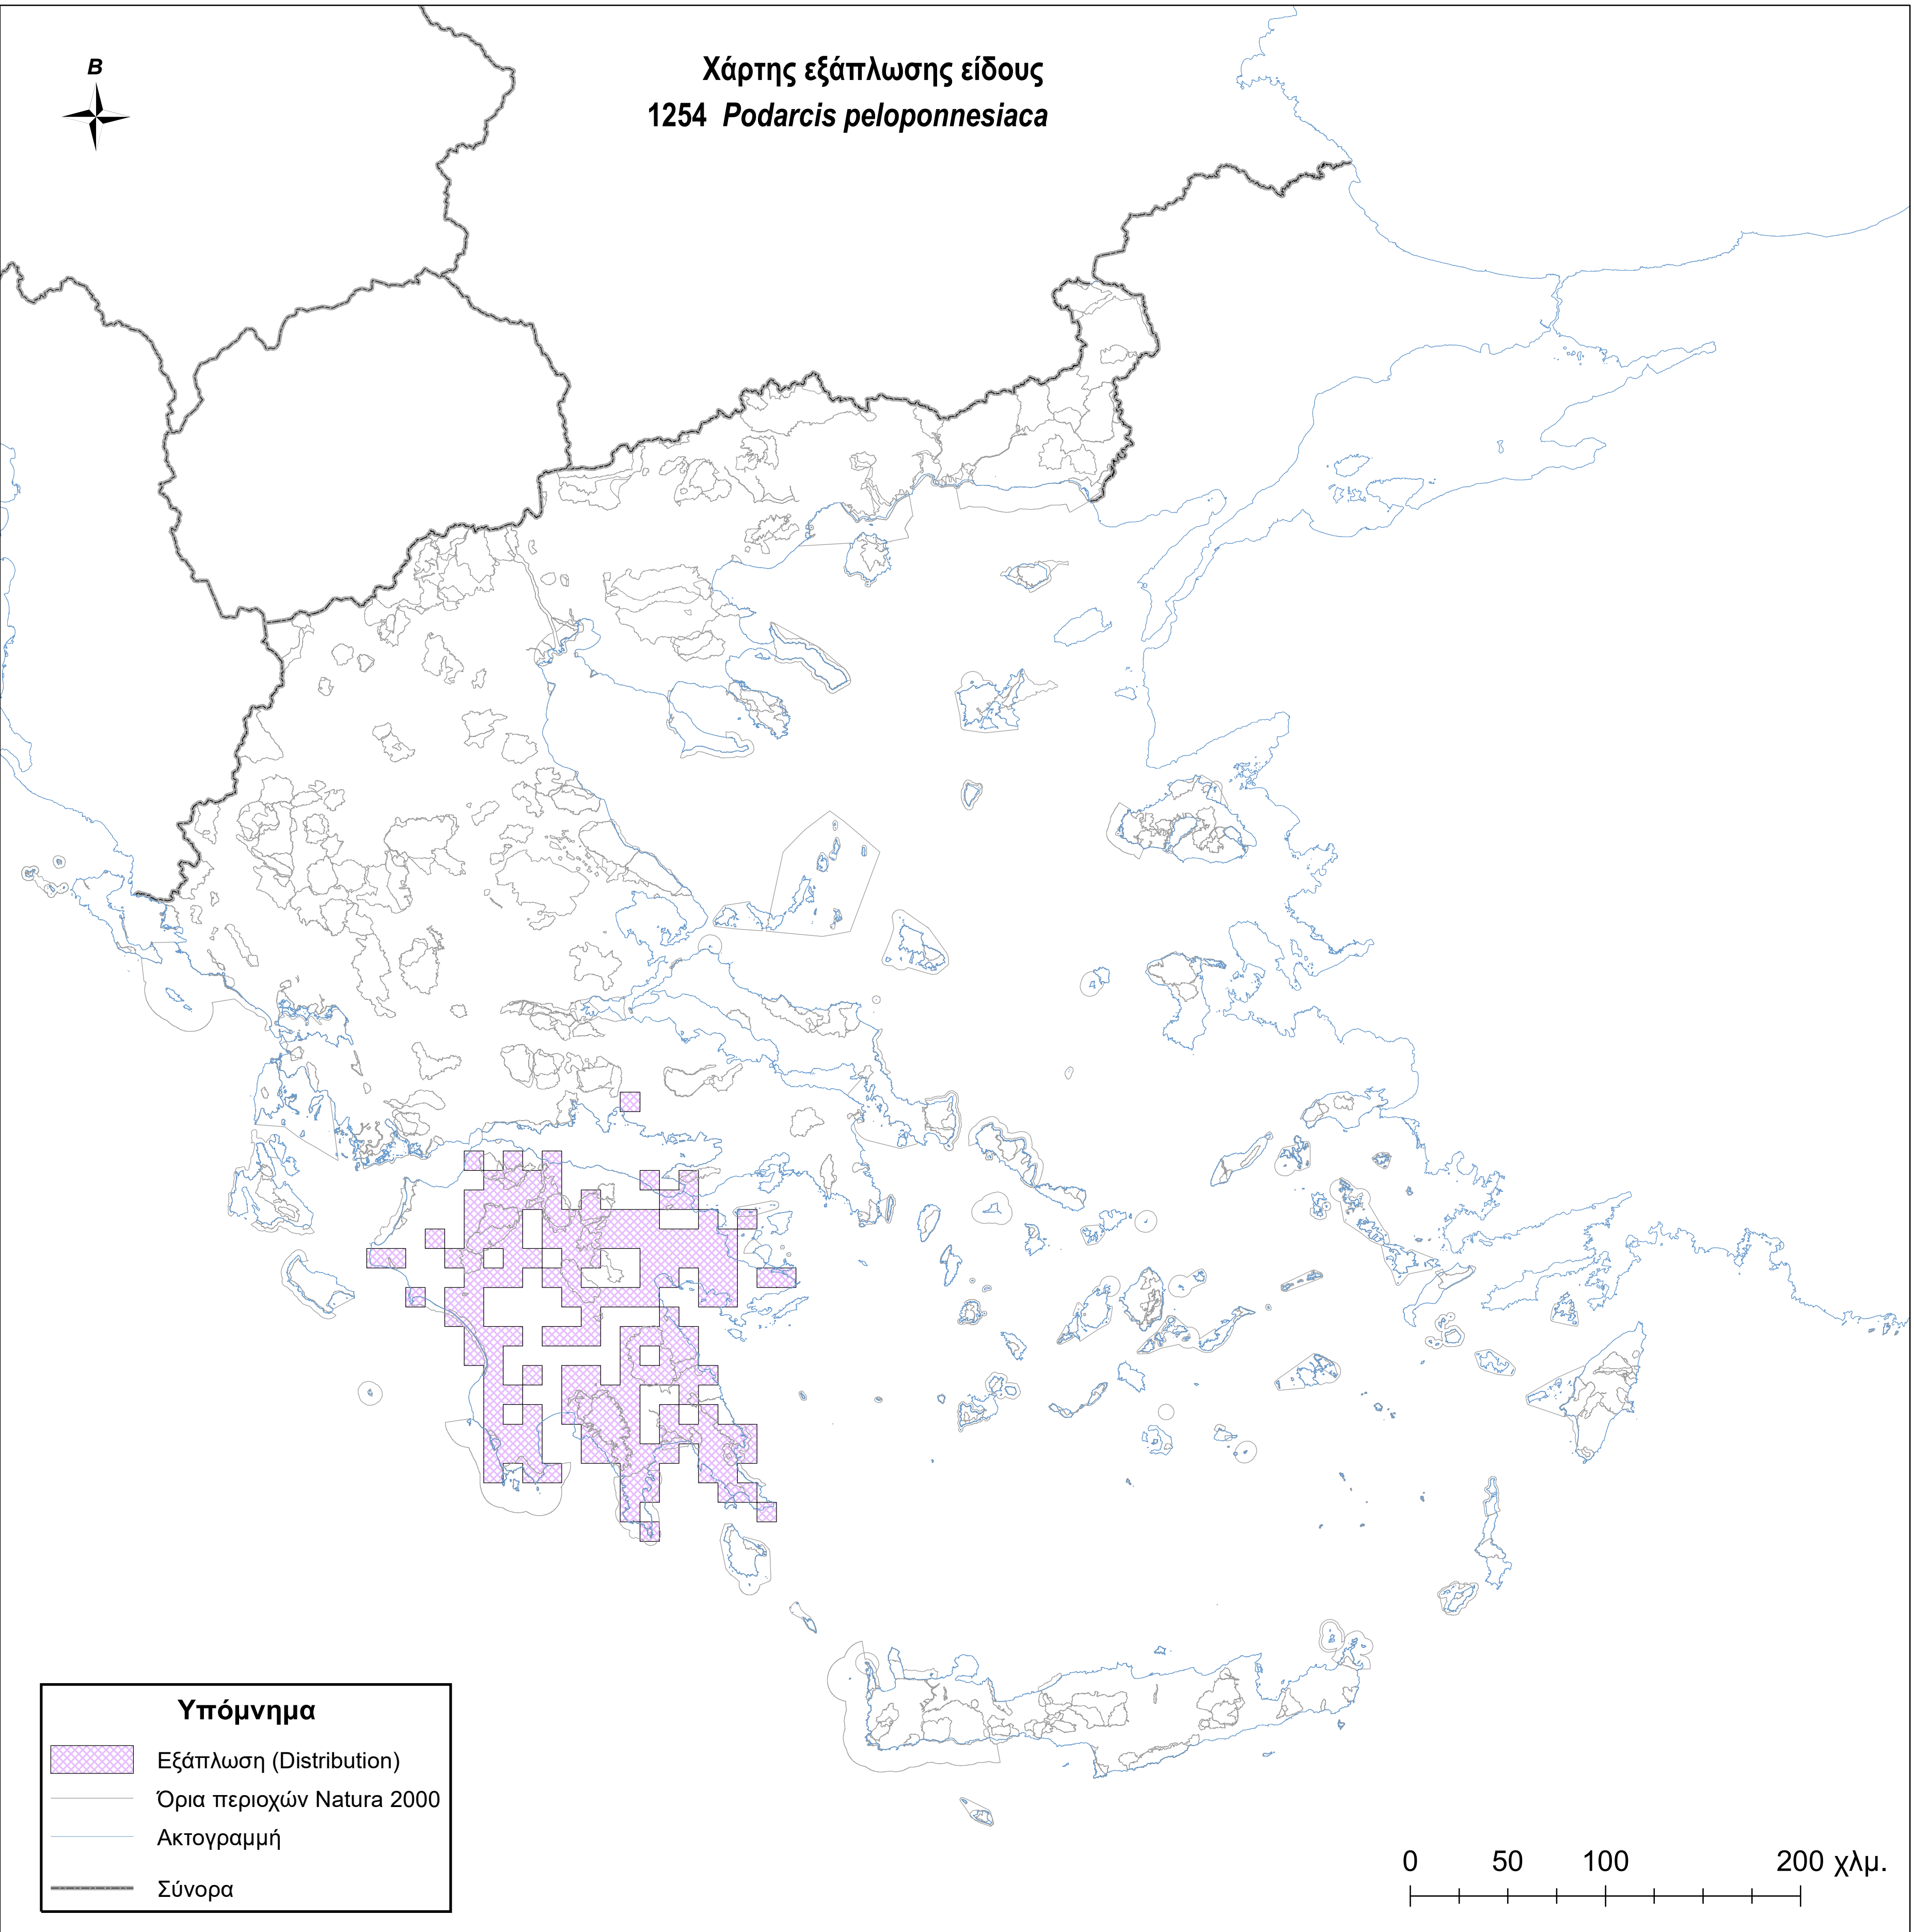 Χάρτης εξάπλωσης είδους
1254 Podarcis peloponnesiaca
Β
Υπόμνημα
Εξάπλωση (Distribution)
Όρια περιοχών Natura 2000
Ακτογραμμή
Σύνορα
0 50 100 200 χλμ.